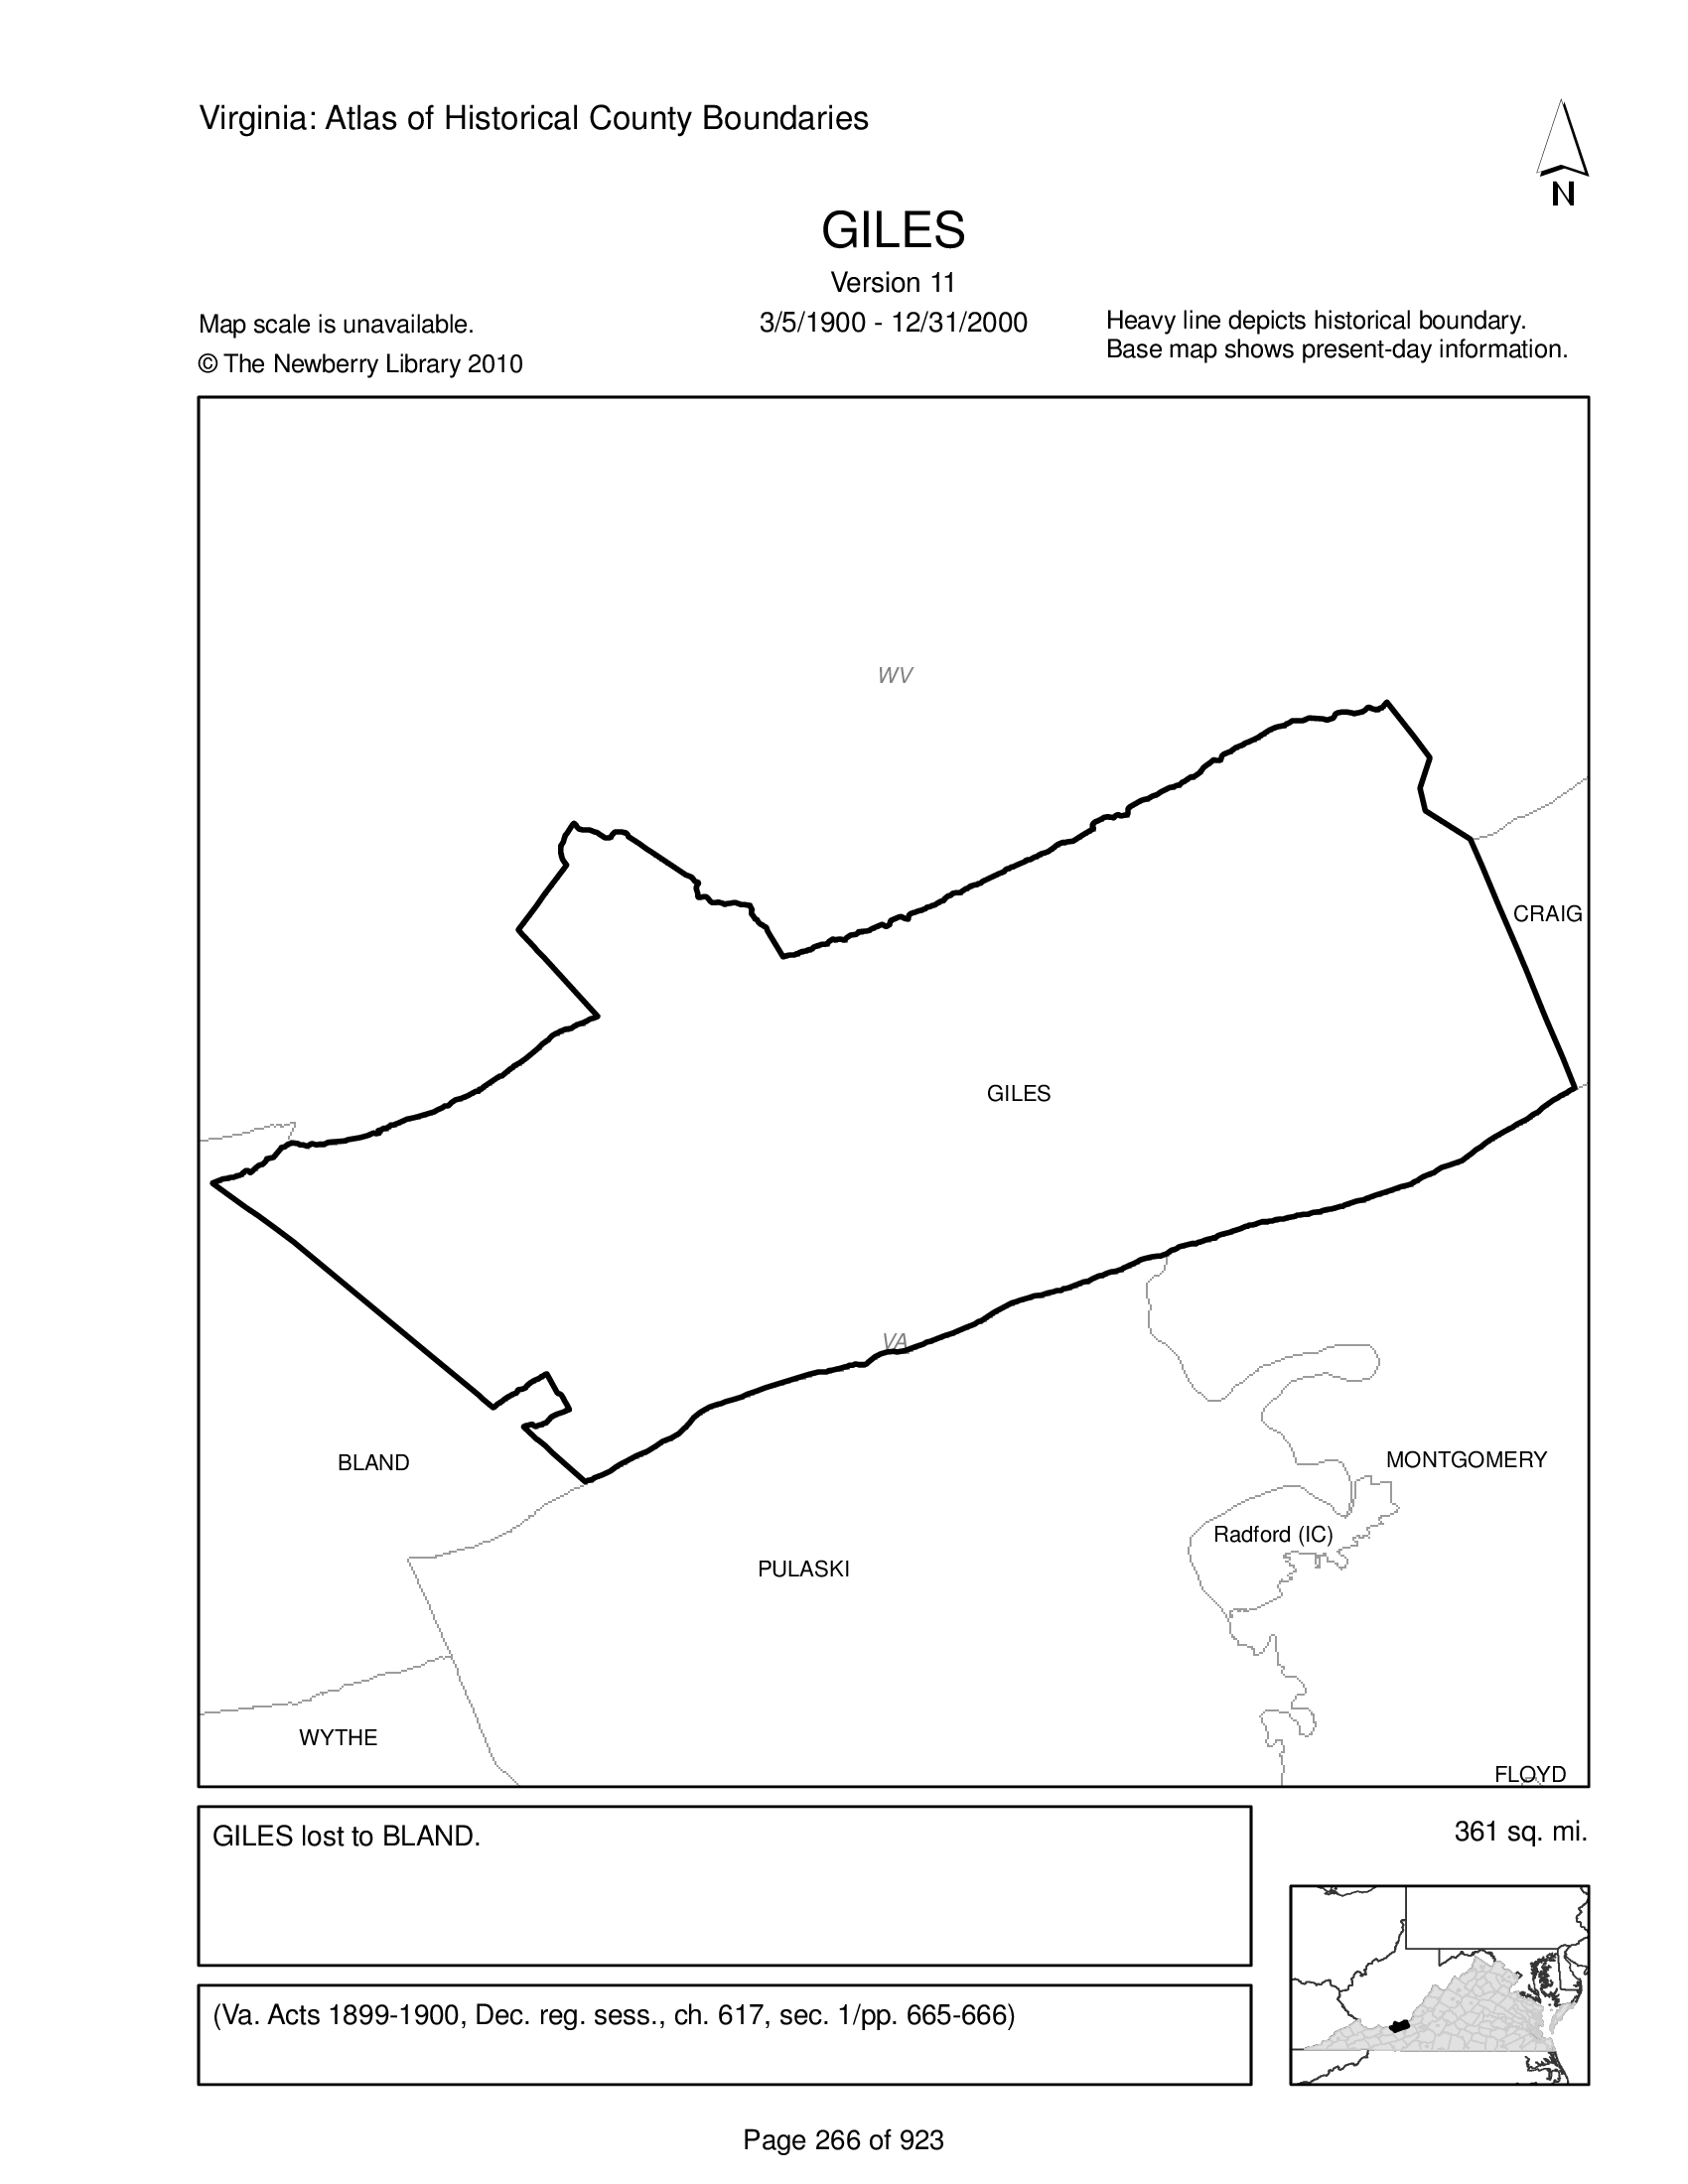 Virginia: Atlas of Historical County Boundaries
N
GILES
Version 11
3/5/1900 - 12/31/2000
Map scale is unavailable.
© The Newberry Library 2010
Heavy line depicts historical boundary.
Base map shows present-day information.
WV
CRAIG
GILES
VA
BLAND
MONTGOMERY
Radford (IC)
PULASKI
WYTHE
FLOYD
GILES lost to BLAND.
361 sq. mi.
(Va. Acts 1899-1900, Dec. reg. sess., ch. 617, sec. 1/pp. 665-666)
Page 266 of 923